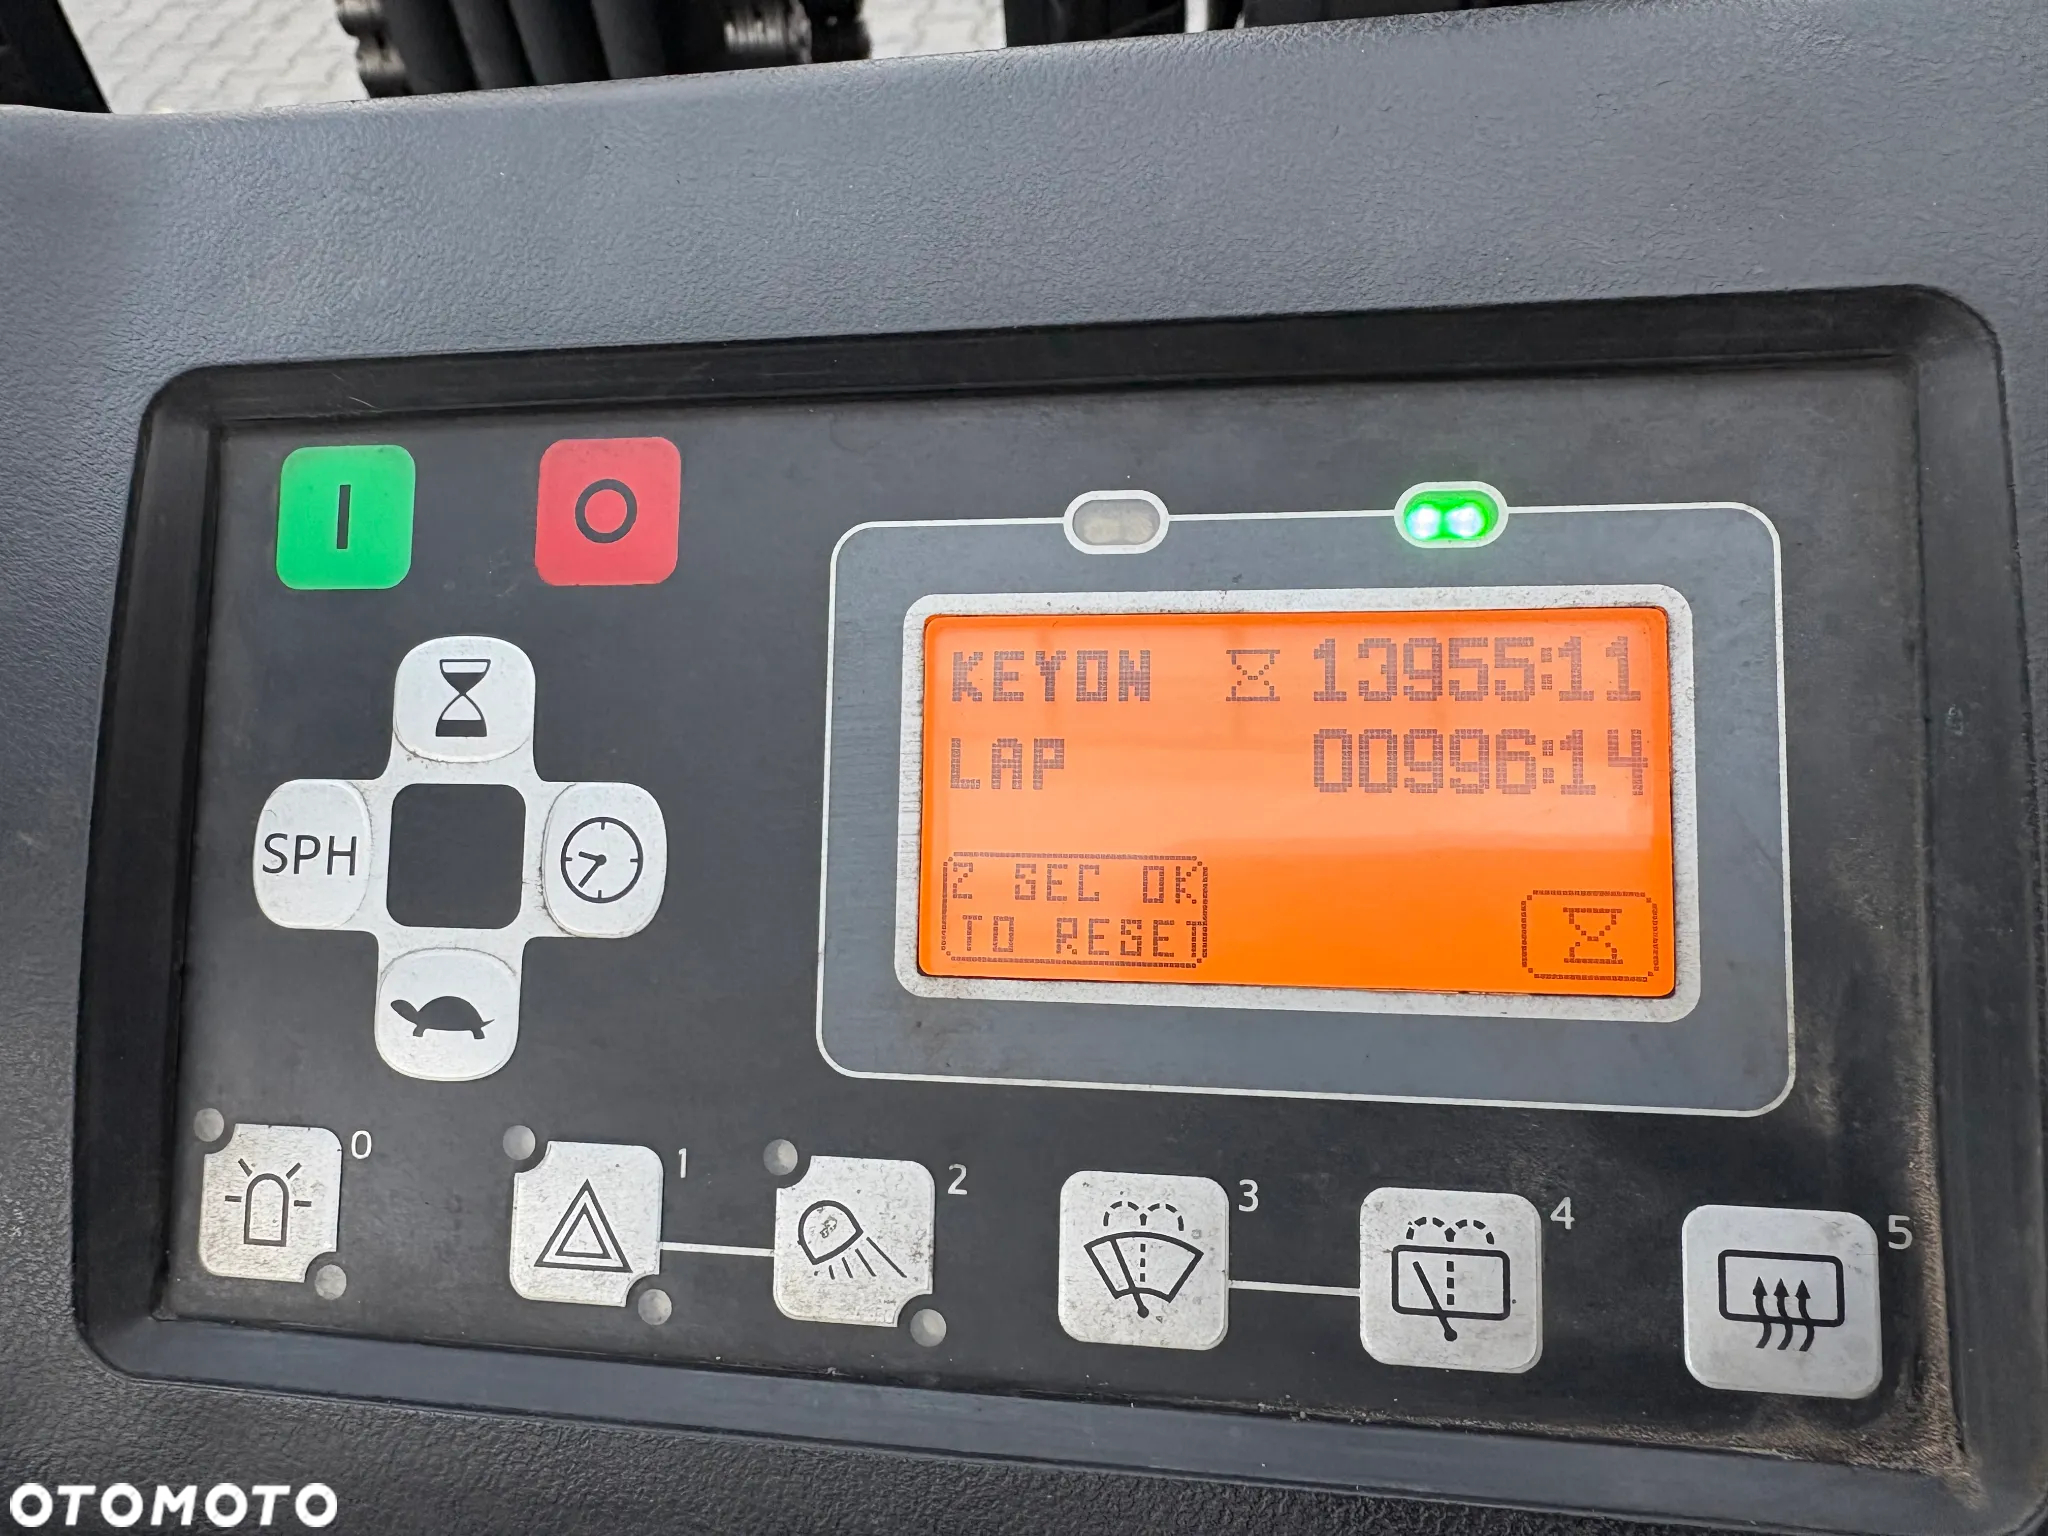 I
O
KEYON 13955:11
LAP 00996:14
SPH
2 SEC OK
TO RESET
0
1
2
3
4
5
OTOMOTO